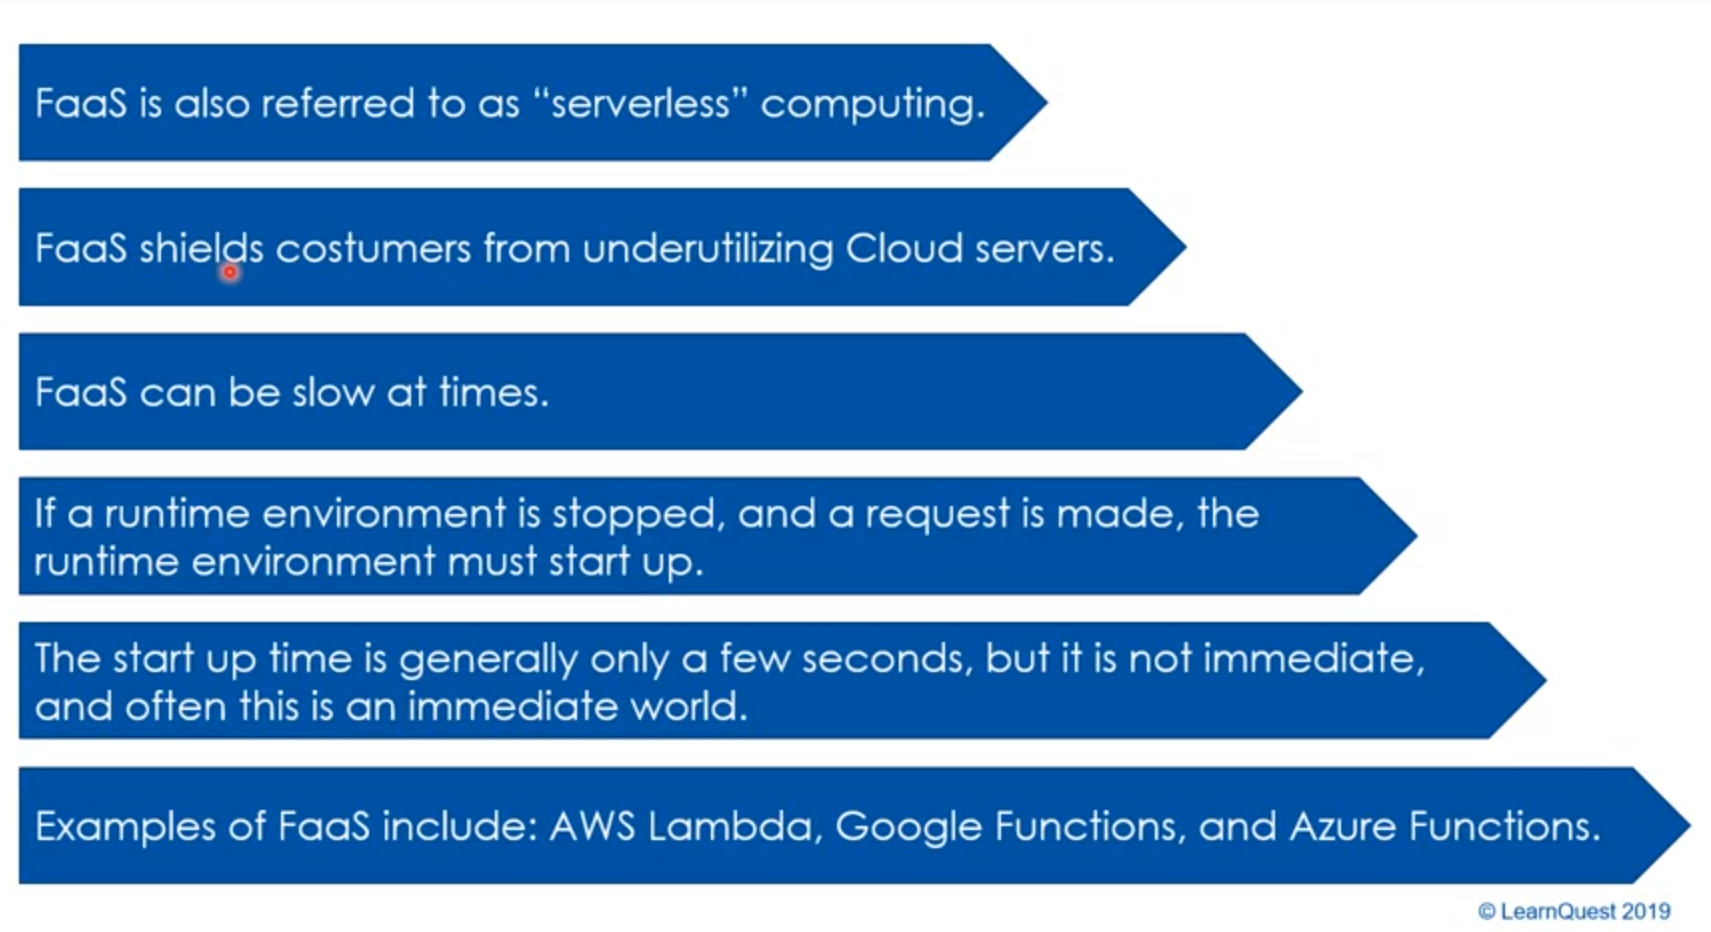 FaaS is also referred to as “serverless” computing.
FaaS shields costumers from underutilizing Cloud servers.
FaaS can be slow at times.
If a runtime environment is stopped, and a request is made, the
runtime environment must start up.
The start up time is generally only a few seconds, but it is not immediate,
and often this is an immediate world.
Examples of FaaS include: AWS Lambda, Google Functions, and Azure Functions.
© LearnQuest 2019